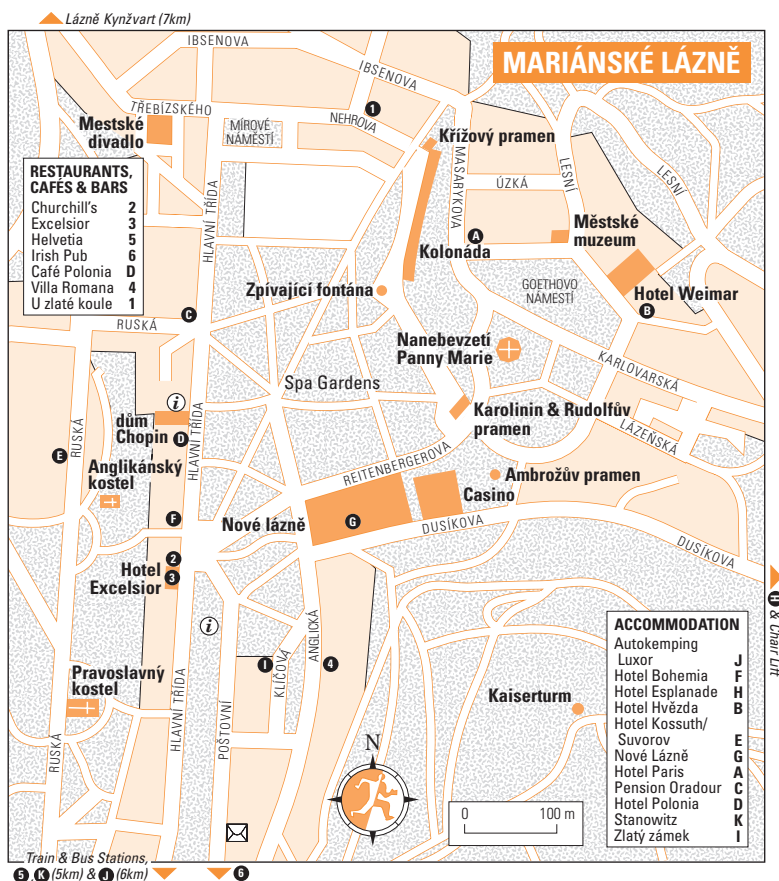 Lázně Kynžvart (7km)
MARIÁNSKÉ LÁZNĚ
IBSENOVA
IBSENOVA
TŘEBÍZSKÉHO
Mestské
divadlo
MÍROVÉ
NÁMĚSTÍ
NEHROVA
1
Křížový pramen
MASARYKOVA
ÚZKÁ
LESNÍ
LESNÍ
RESTAURANTS,
CAFÉS & BARS
Churchill's 2
Excelsior 3
Helvetia 5
Irish Pub 6
Café Polonia D
Villa Romana 4
U zlaté koule 1
HLAVNÍ TŘÍDA
A
Kolonáda
Městské
muzeum
GOETHOVO
NÁMESTÍ
Hotel Weimar
B
Zpívající fontána
C
RUSKÁ
Nanebevzetí
Panny Marie
KARLOVARSKÁ
Spa Gardens
i
dům
Chopin
D
HLAVNÍ TŘÍDA
Karolinin & Rudolfův
pramen
LÁZEŇSKÁ
RUSKÁ
E
Anglikánský
kostel
REITENBERGEROVA
Ambrožův pramen
Casino
F
Nové lázně
G
DUSÍKOVA
DUSÍKOVA
2
Hotel
Excelsior
3
H & Chair Lift
i
I
KLÍČOVÁ
ANGLICKÁ
4
Pravoslavný
kostel
HLAVNÍ TŘÍDA
POŠTOVNÍ
RUSKÁ
Kaiserturm
N
0 100 m
ACCOMMODATION
Autokemping
Luxor J
Hotel Bohemia F
Hotel Esplanade H
Hotel Hvězda B
Hotel Kossuth/
Suvorov E
Nové Lázně G
Hotel Paris A
Pension Oradour C
Hotel Polonia D
Stanowitz K
Zlatý zámek I
Train & Bus Stations,
5, K (5km) & J (6km)
6